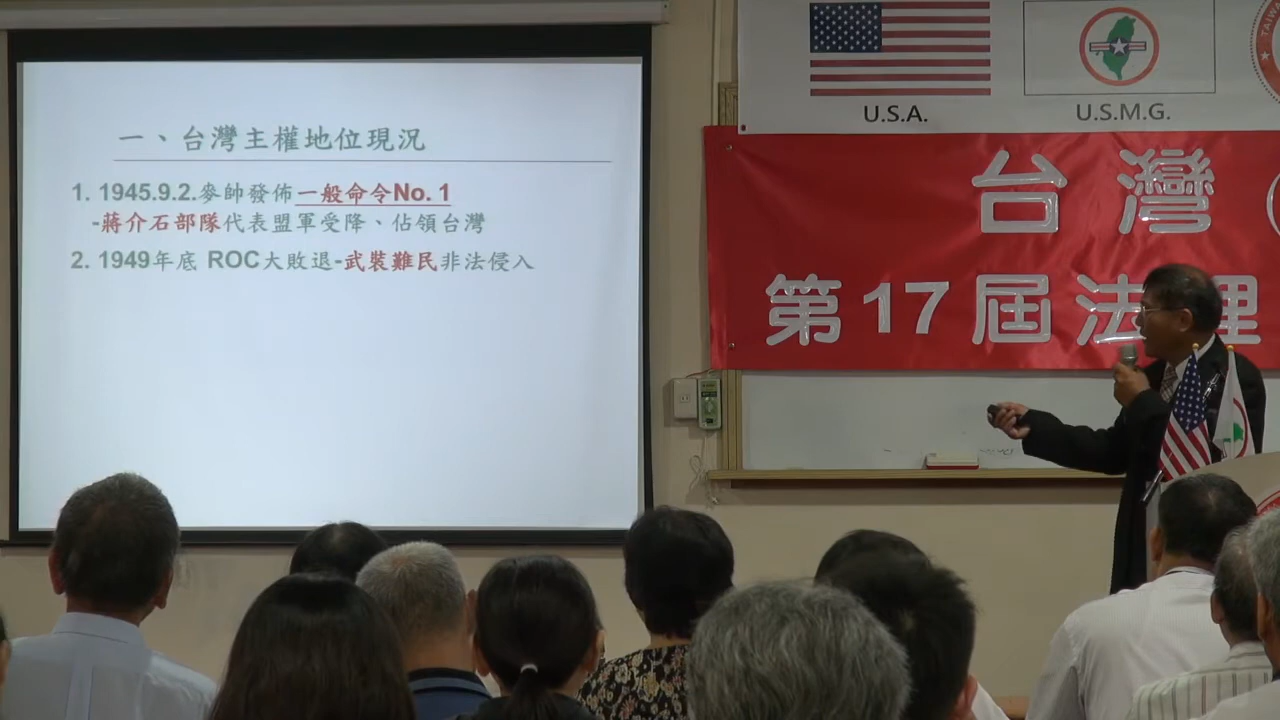 一、台灣主權地位現況
1. 1945.9.2.麥帥發佈一般命令No. 1
-蔣介石部隊代表盟軍受降、佔領台灣
2. 1949年底 ROC大敗退-武裝難民非法侵入
U.S.A.
U.S.M.G.
台灣
第17屆法理